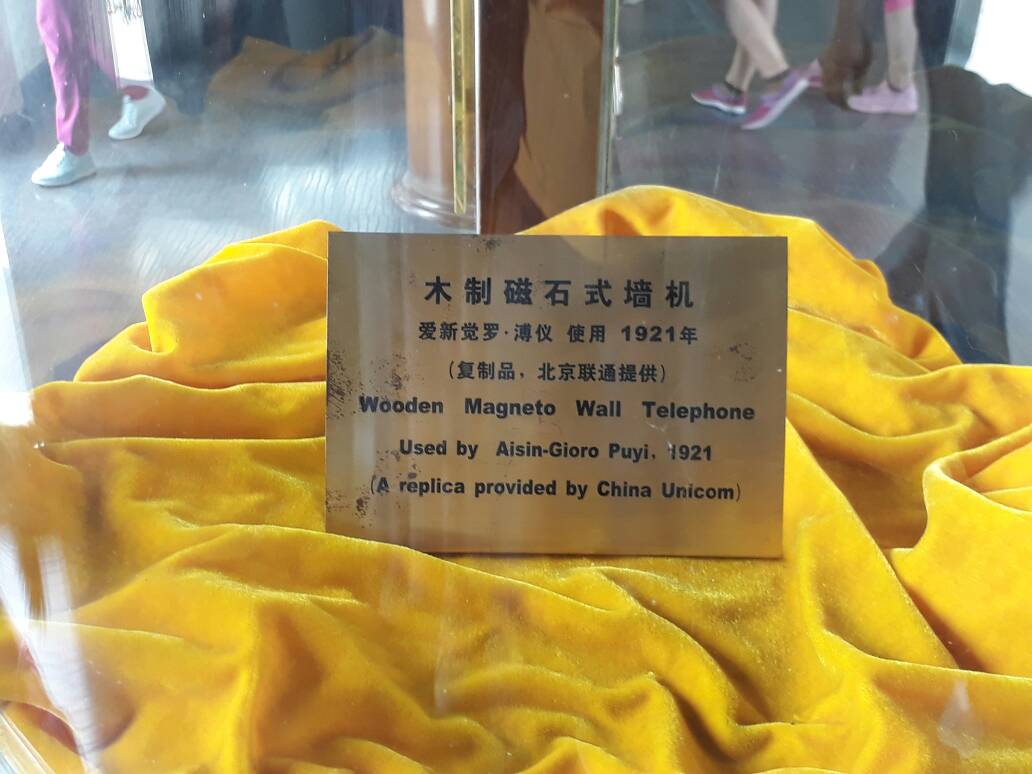 木制磁石式墙机
爱新觉罗·溥仪 使用 1921年
(复制品，北京联通提供)
Wooden Magneto Wall Telephone
Used by Aisin-Gioro Puyi, 1921
(A replica provided by China Unicom)